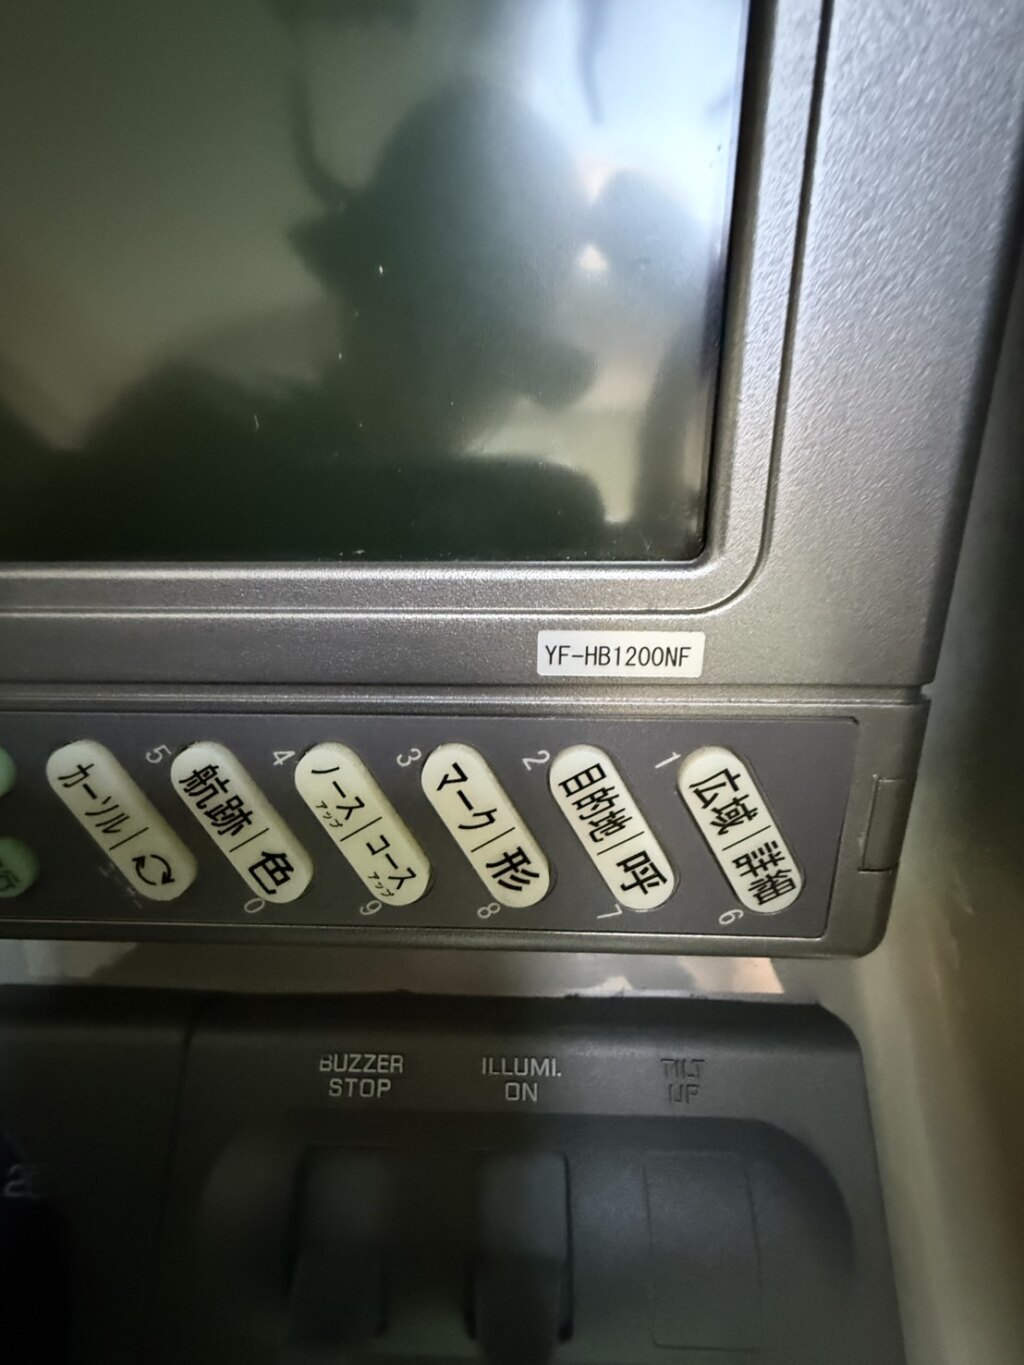 YF-HB1200NF
5
カーソル
4
航跡 色
0
3
ノースアップ コースアップ
9
2
マーク 形
8
1
目的地 呼
7
広域 詳細
6
BUZZER STOP
ILLUMI. ON
TILT UP